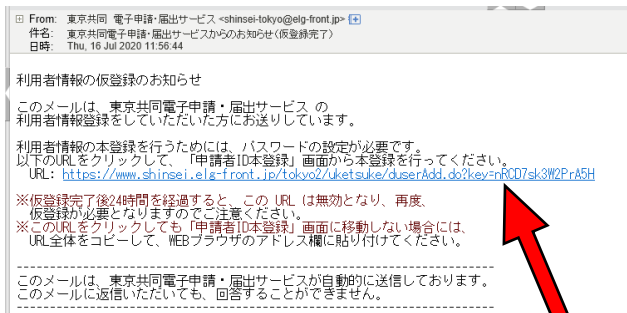 From: 東京共同 電子申請・届出サービス <shinsei-tokyo@elg-front.jp>
件名: 東京共同電子申請・届出サービスからのお知らせ(仮登録完了)
日時: Thu, 16 Jul 2020 11:56:44
利用者情報の仮登録のお知らせ
このメールは、東京共同電子申請・届出サービス の
利用者情報登録をしていただいた方にお送りしています。
利用者情報の本登録を行うためには、パスワードの設定が必要です。
以下のURLをクリックして、「申請者ID本登録」画面から本登録を行ってください。
URL: https://www.shinsei.elg-front.jp/tokyo2/uketsuke/duserAdd.do?key=nRCD7sk3W2PrA5H
※仮登録完了後24時間を経過すると、この URL は無効となり、再度、
仮登録が必要となりますのでご注意ください。
※このURLをクリックしても「申請者ID本登録」画面に移動しない場合には、
URL全体をコピーして、WEBブラウザのアドレス欄に貼り付けてください。
--------------------------------------------------------------
このメールは、東京共同電子申請・届出サービスが自動的に送信しております。
このメールに返信いただいても、回答することができません。
--------------------------------------------------------------